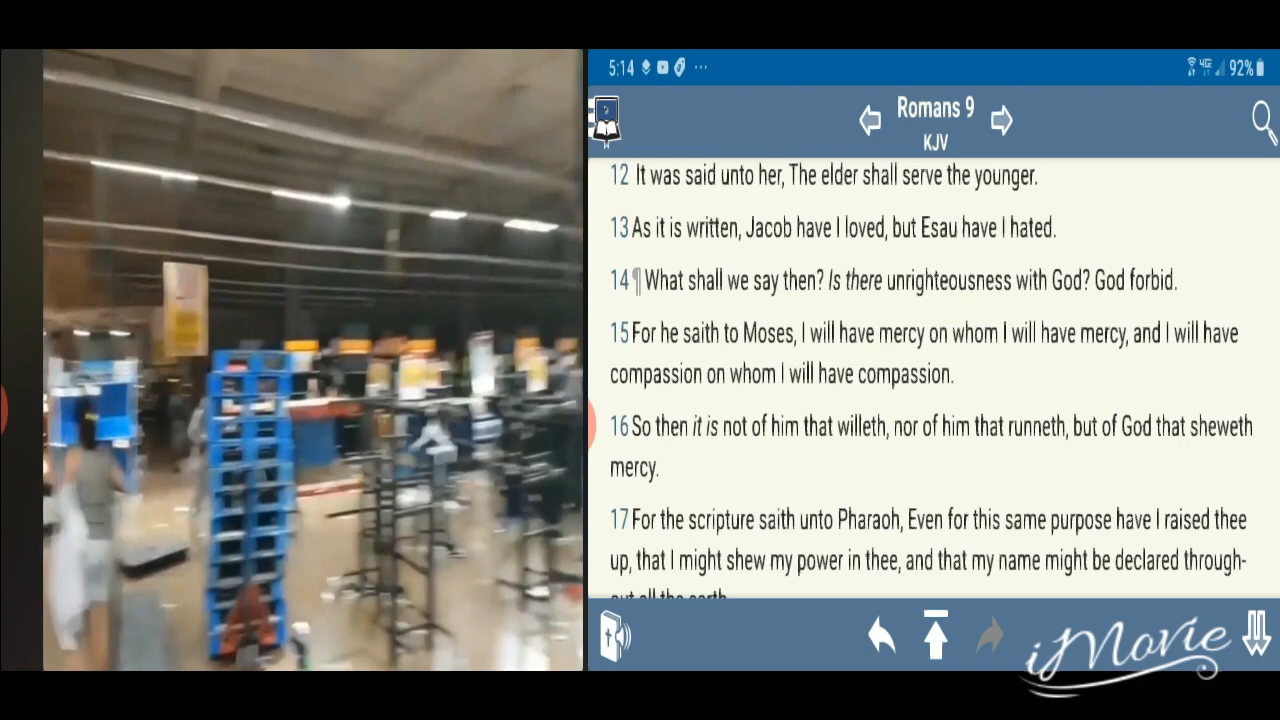 5:14 ... 92%
Romans 9
KJV
12 It was said unto her, The elder shall serve the younger.
13 As it is written, Jacob have I loved, but Esau have I hated.
14 ¶ What shall we say then? Is there unrighteousness with God? God forbid.
15 For he saith to Moses, I will have mercy on whom I will have mercy, and I will have
compassion on whom I will have compassion.
16 So then it is not of him that willeth, nor of him that runneth, but of God that sheweth
mercy.
17 For the scripture saith unto Pharaoh, Even for this same purpose have I raised thee
up, that I might shew my power in thee, and that my name might be declared through-
out all the earth.
iMovie